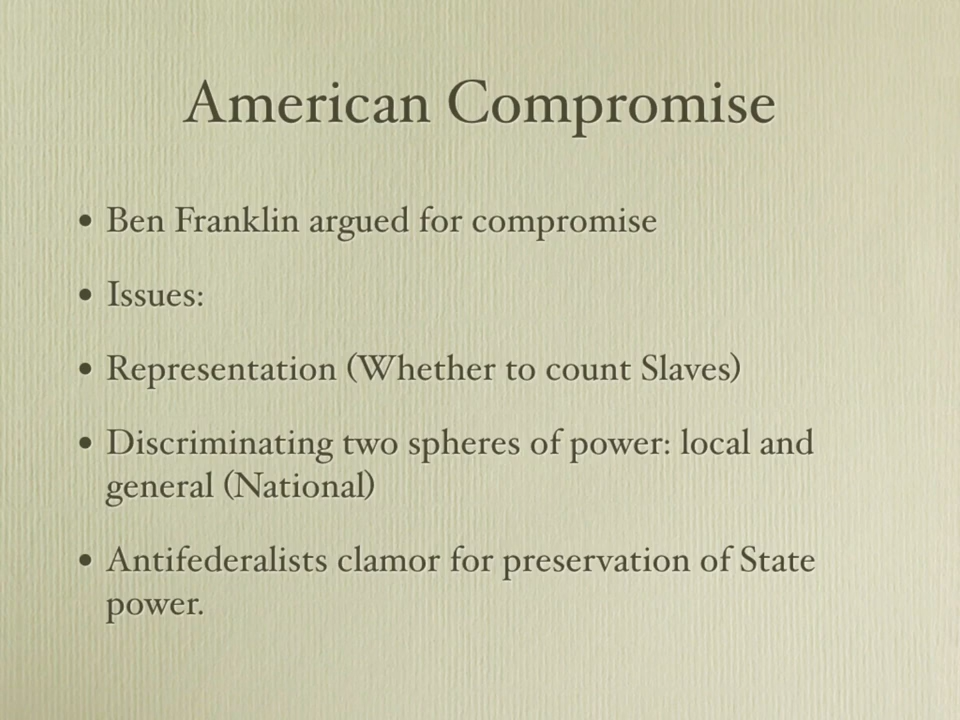 American Compromise
• Ben Franklin argued for compromise
• Issues:
• Representation (Whether to count Slaves)
• Discriminating two spheres of power: local and
general (National)
• Antifederalists clamor for preservation of State
power.